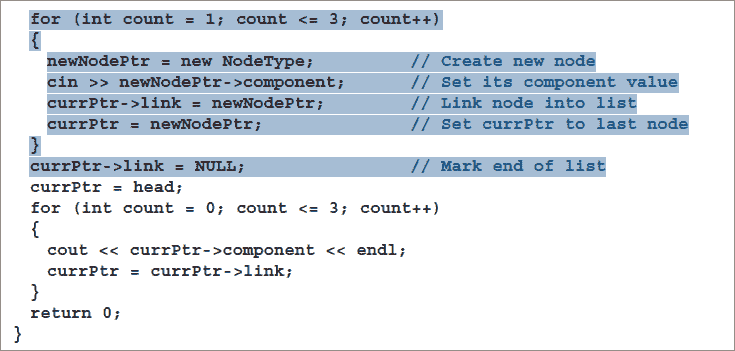 for (int count = 1; count <= 3; count++)
{
newNodePtr = new NodeType; // Create new node
cin >> newNodePtr->component; // Set its component value
currPtr->link = newNodePtr; // Link node into list
currPtr = newNodePtr; // Set currPtr to last node
}
currPtr->link = NULL; // Mark end of list
currPtr = head;
for (int count = 0; count <= 3; count++)
{
cout << currPtr->component << endl;
currPtr = currPtr->link;
}
return 0;
}